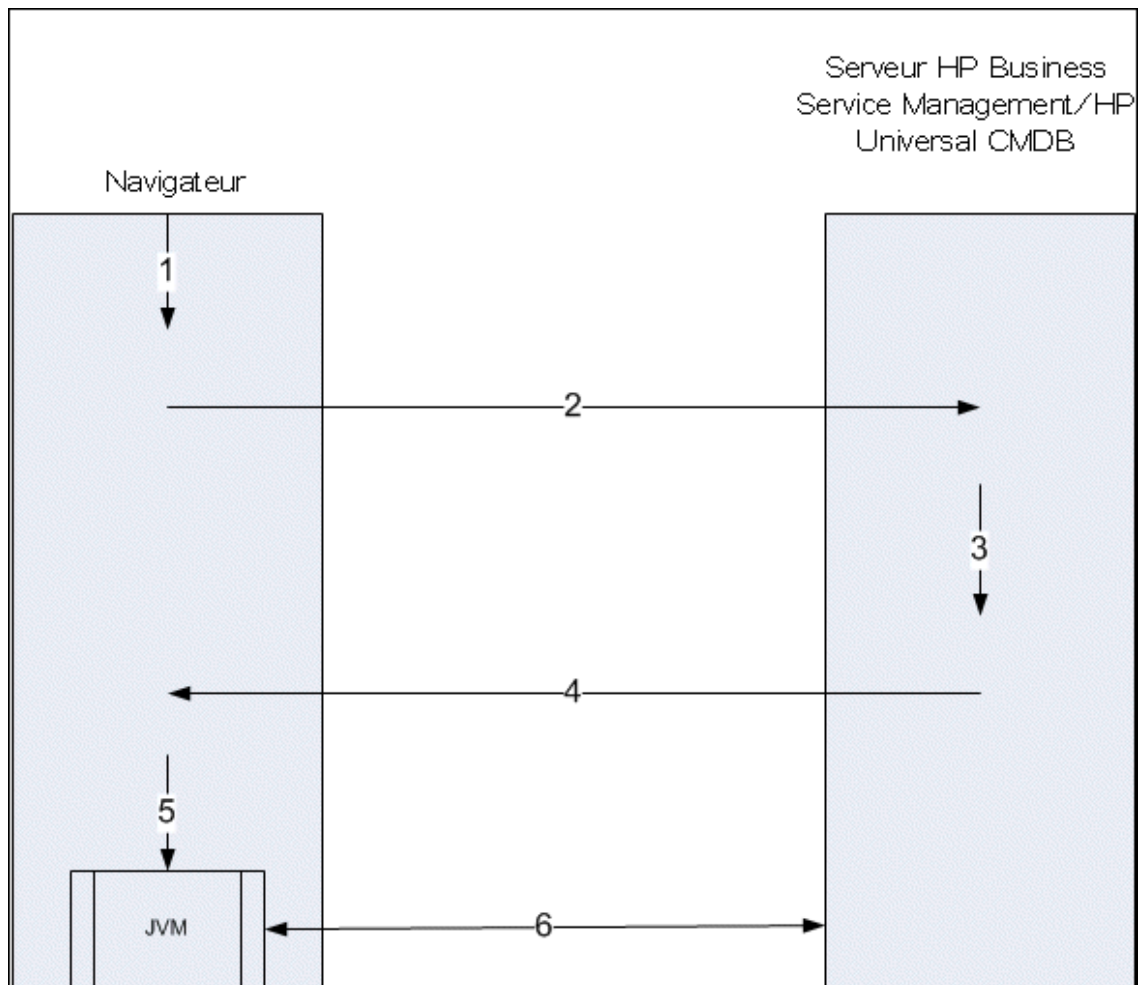 Serveur HP Business
Service Management/HP
Universal CMDB
Navigateur
1
2
3
4
5
JVM
6